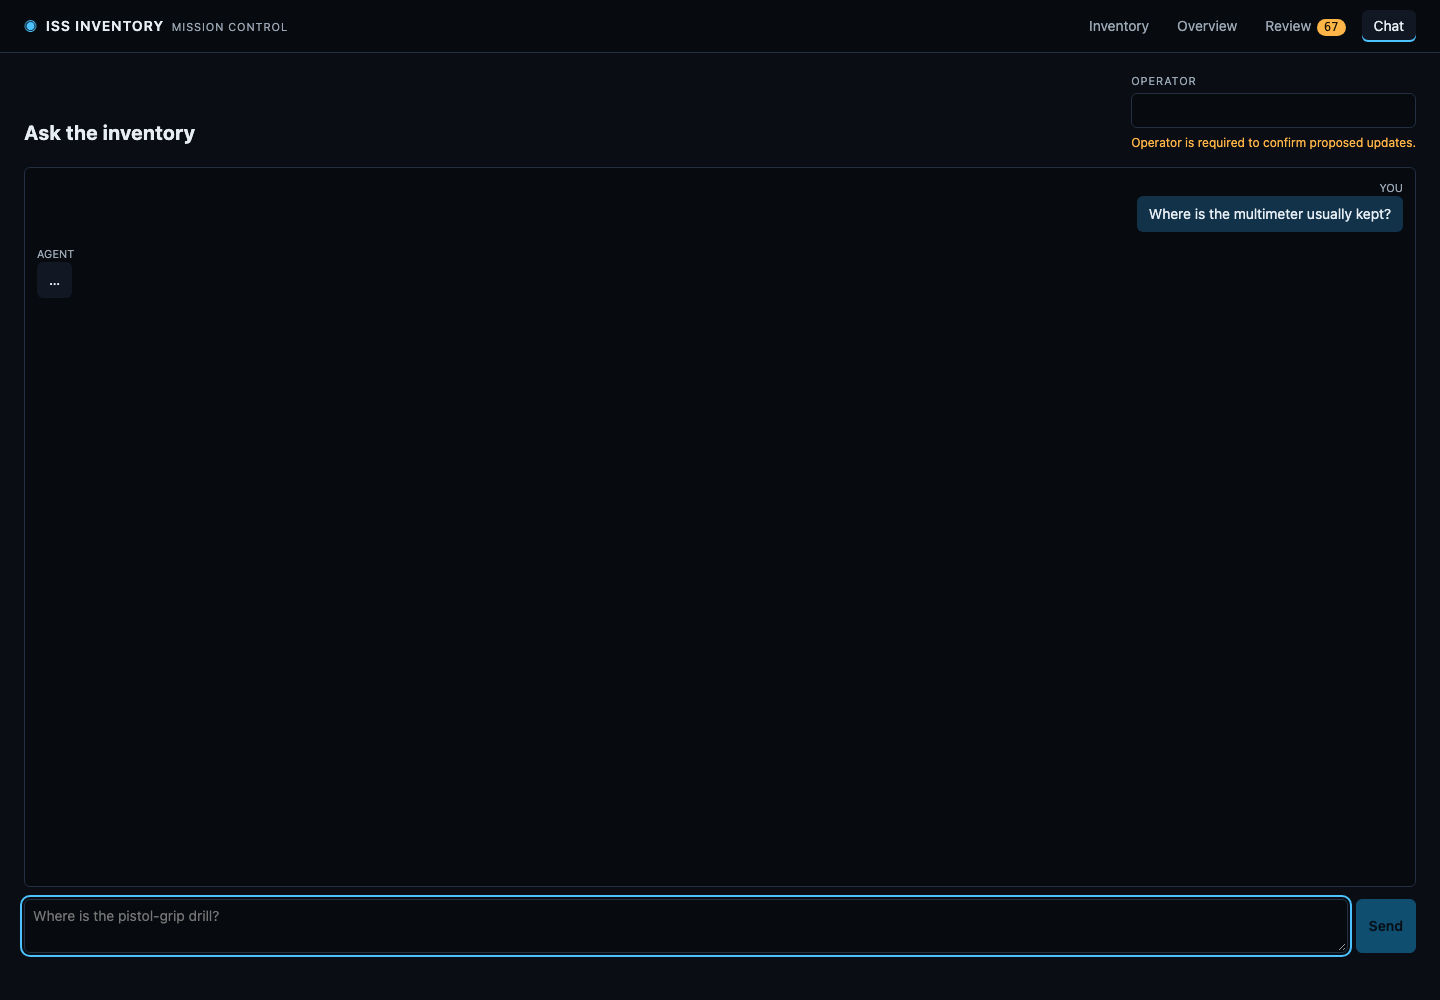 ISS INVENTORY MISSION CONTROL
Inventory Overview Review 67 Chat
OPERATOR
Ask the inventory
Operator is required to confirm proposed updates.
YOU
Where is the multimeter usually kept?
AGENT
...
Where is the pistol-grip drill?
Send